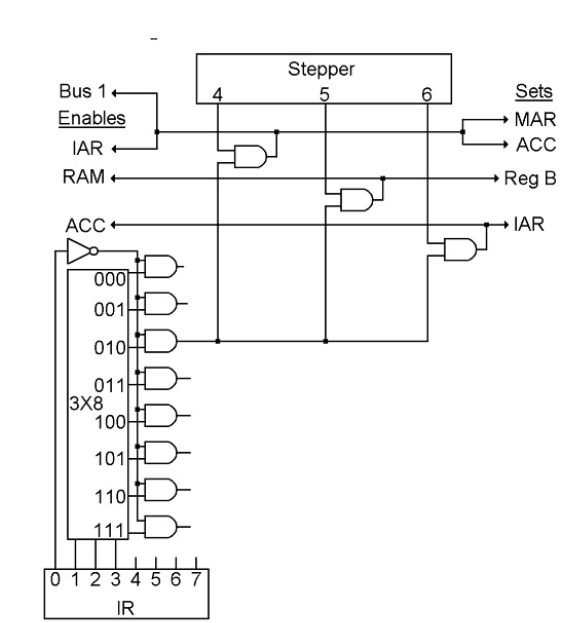 Stepper
4 5 6
Bus 1
Enables
IAR
RAM
ACC
Sets
MAR
ACC
Reg B
IAR
000
001
010
011
3X8
100
101
110
111
0 1 2 3 4 5 6 7
IR